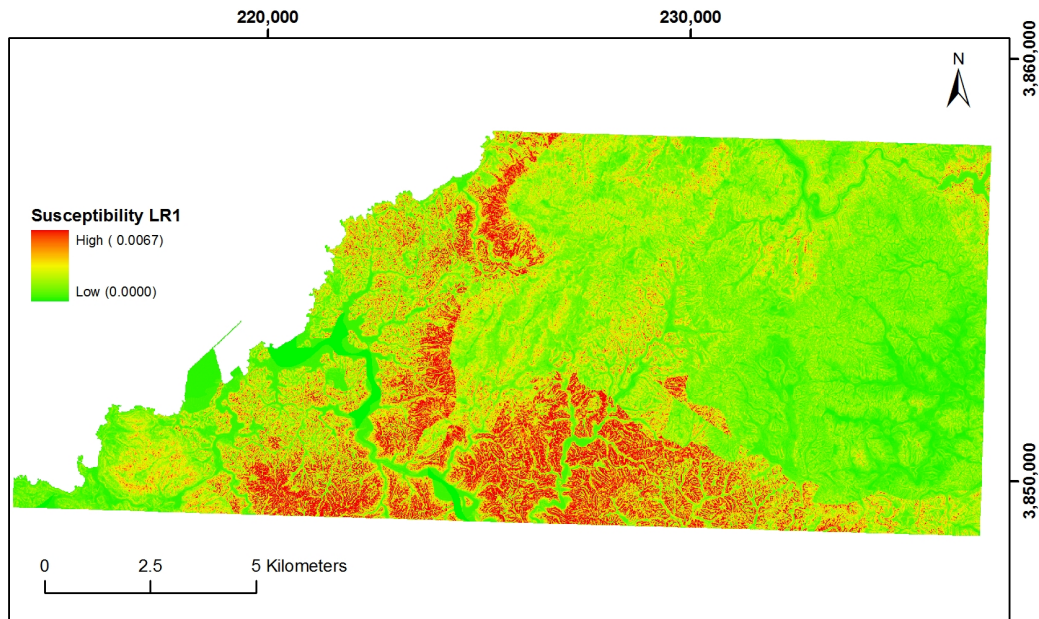 220,000
230,000
3,860,000
N
Susceptibility LR1
High ( 0.0067)
Low (0.0000)
3,850,000
0
2.5
5 Kilometers